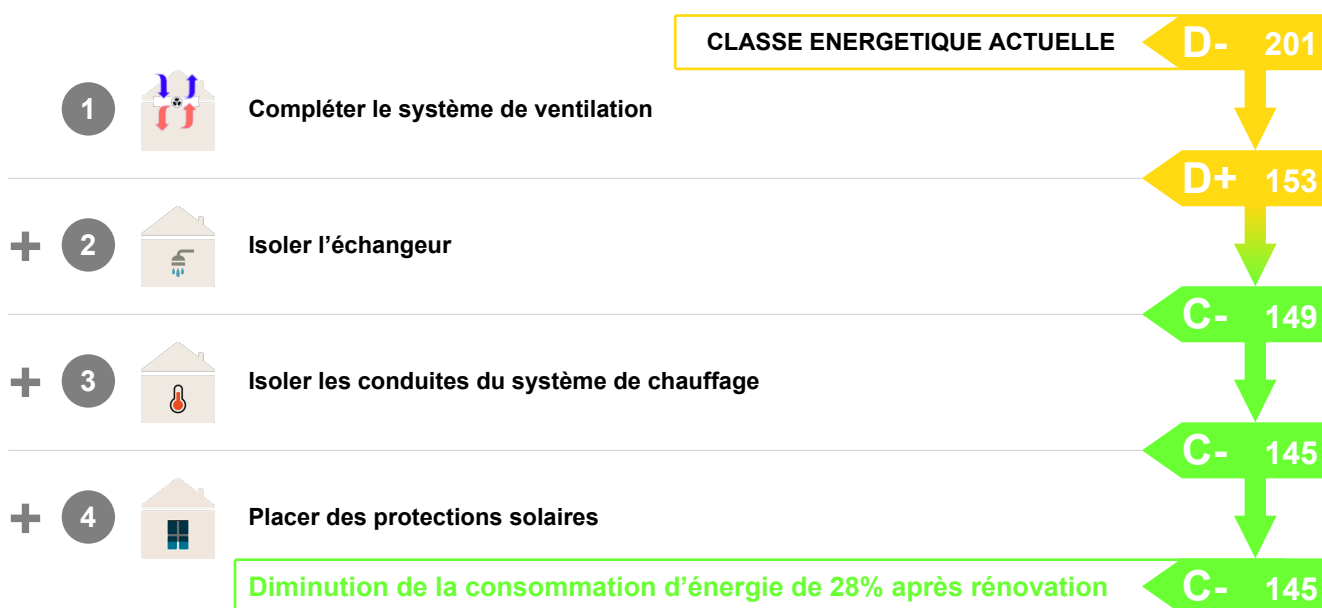 CLASSE ENERGETIQUE ACTUELLE D- 201
1 Compléter le système de ventilation
D+ 153
+ 2 Isoler l’échangeur
C- 149
+ 3 Isoler les conduites du système de chauffage
C- 145
+ 4 Placer des protections solaires
Diminution de la consommation d’énergie de 28% après rénovation C- 145